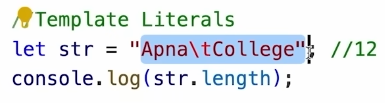 //Template Literals
let str = "Apna\tCollege"; //12
console.log(str.length);